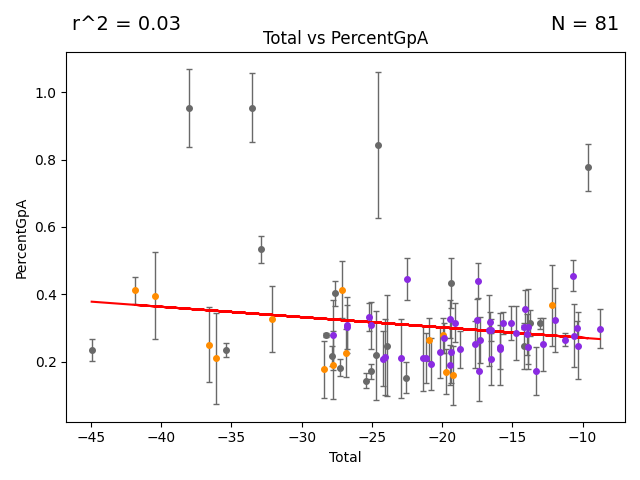 r^2 = 0.03
N = 81
Total vs PercentGpA
PercentGpA
1.0
0.8
0.6
0.4
0.2
−45
−40
−35
−30
−25
−20
−15
−10
Total